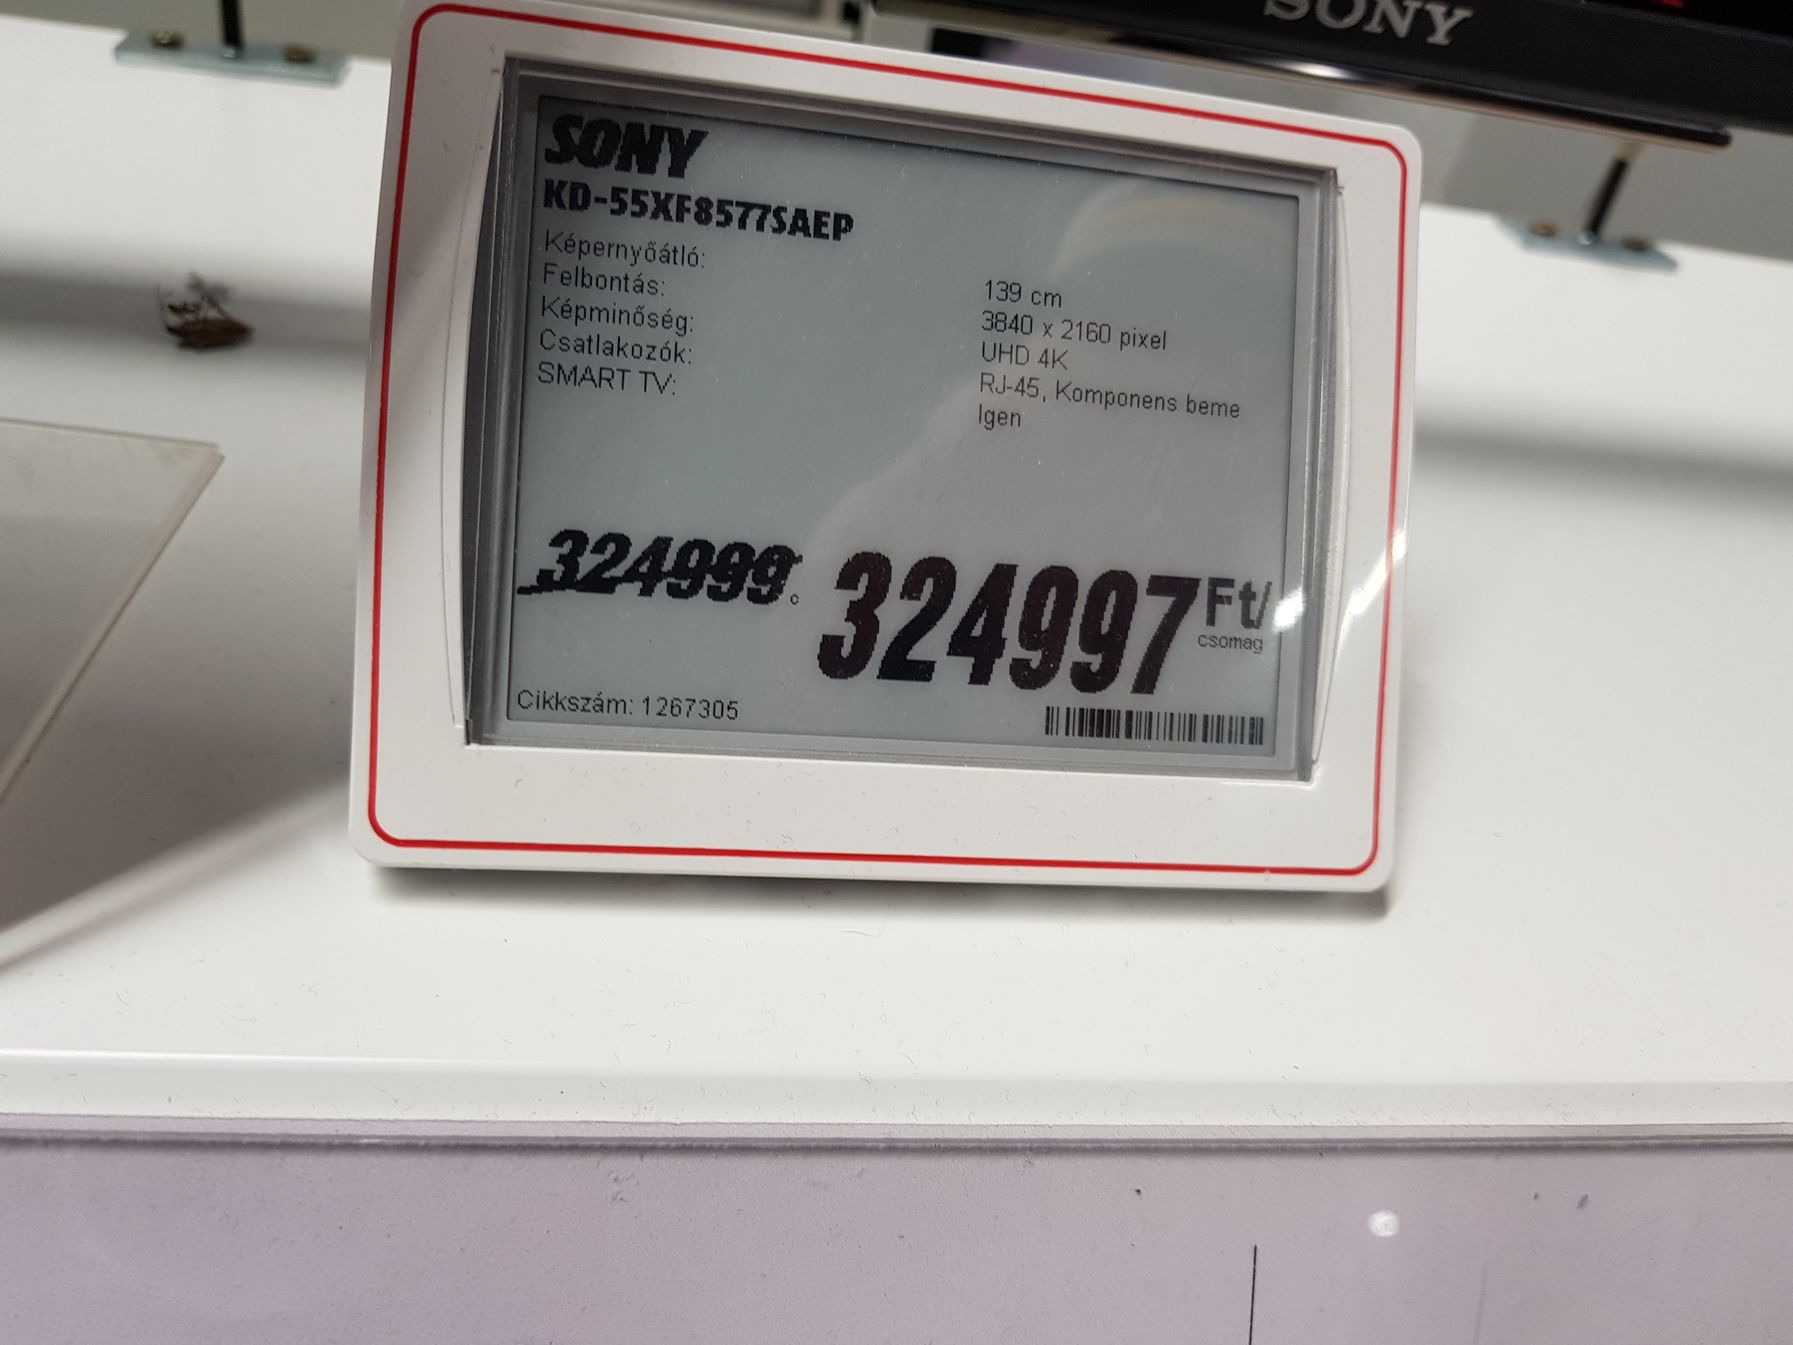 SONY
SONY
KD-55XF8577SAEP
Képernyőátló: 139 cm
Felbontás: 3840 x 2160 pixel
Képminőség: UHD 4K
Csatlakozók: RJ-45, Komponens beme
SMART TV: Igen
324999
324997 Ft/
csomag
Cikkszám: 1267305